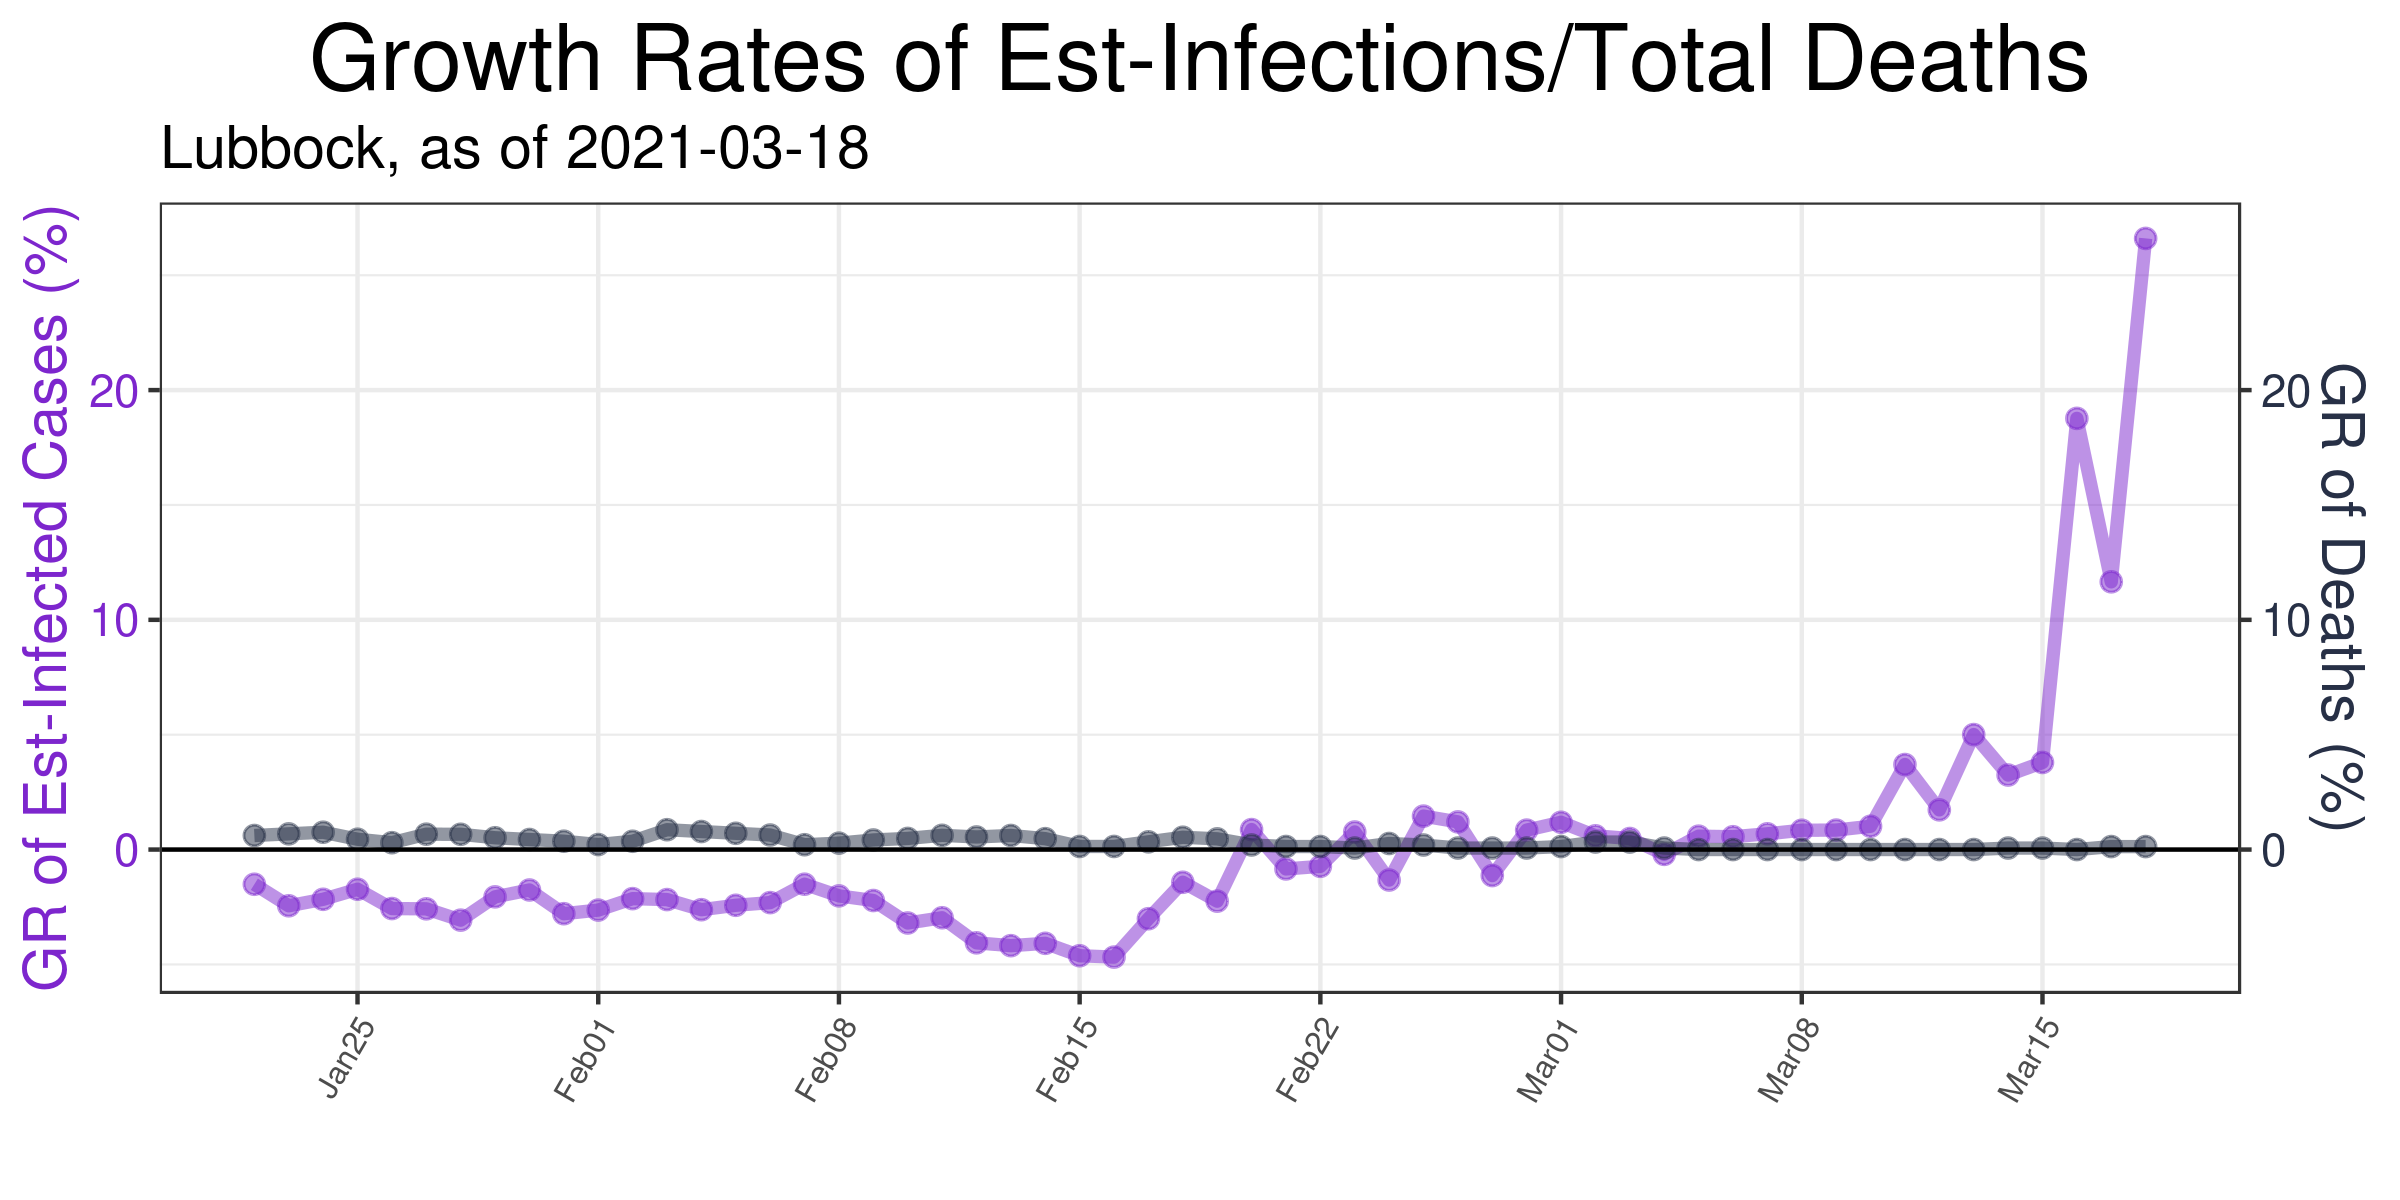 Growth Rates of Est-Infections/Total Deaths
Lubbock, as of 2021-03-18
GR of Est-Infected Cases (%)
20
10
0
20
10
0
GR of Deaths (%)
Jan25
Feb01
Feb08
Feb15
Feb22
Mar01
Mar08
Mar15